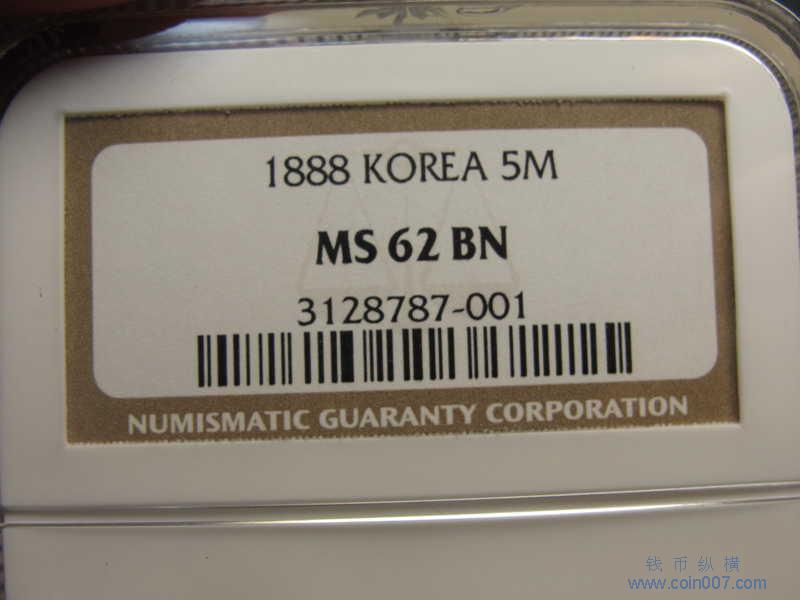 1888 KOREA 5M
MS 62 BN
3128787-001
NUMISMATIC GUARANTY CORPORATION
钱币纵横
www.coin007.com